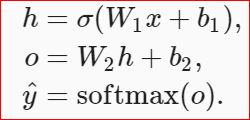 h = σ(W₁x + b₁),
o = W₂h + b₂,
ŷ = softmax(o).